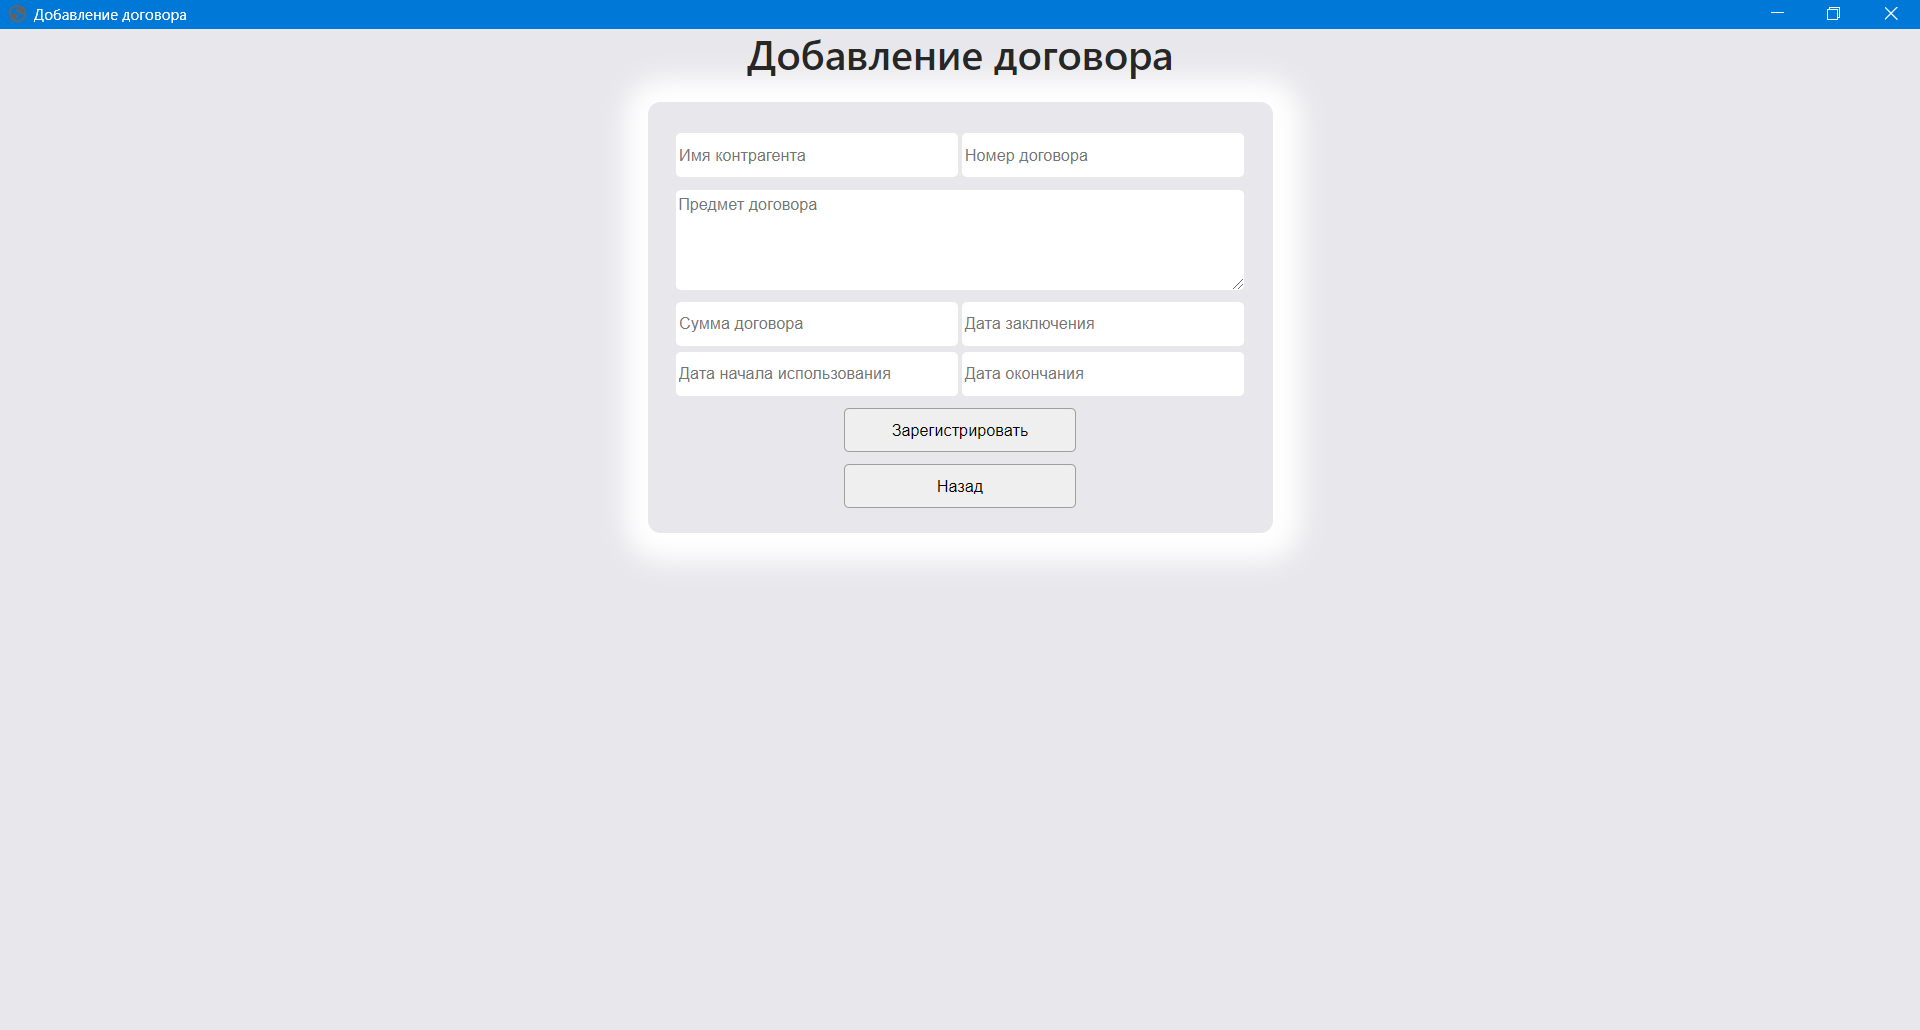 Добавление договора
Добавление договора
Имя контрагента Номер договора
Предмет договора
Сумма договора Дата заключения
Дата начала использования Дата окончания
Зарегистрировать
Назад